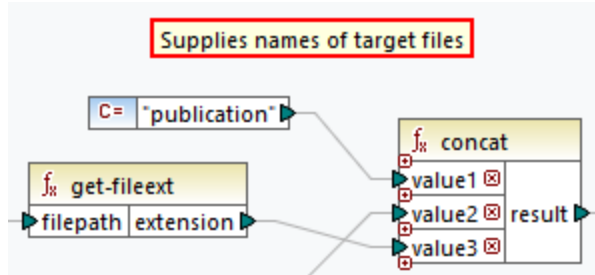 Supplies names of target files
C= "publication"
fx concat
fx get-fileext
value1
filepath extension
value2 result
value3